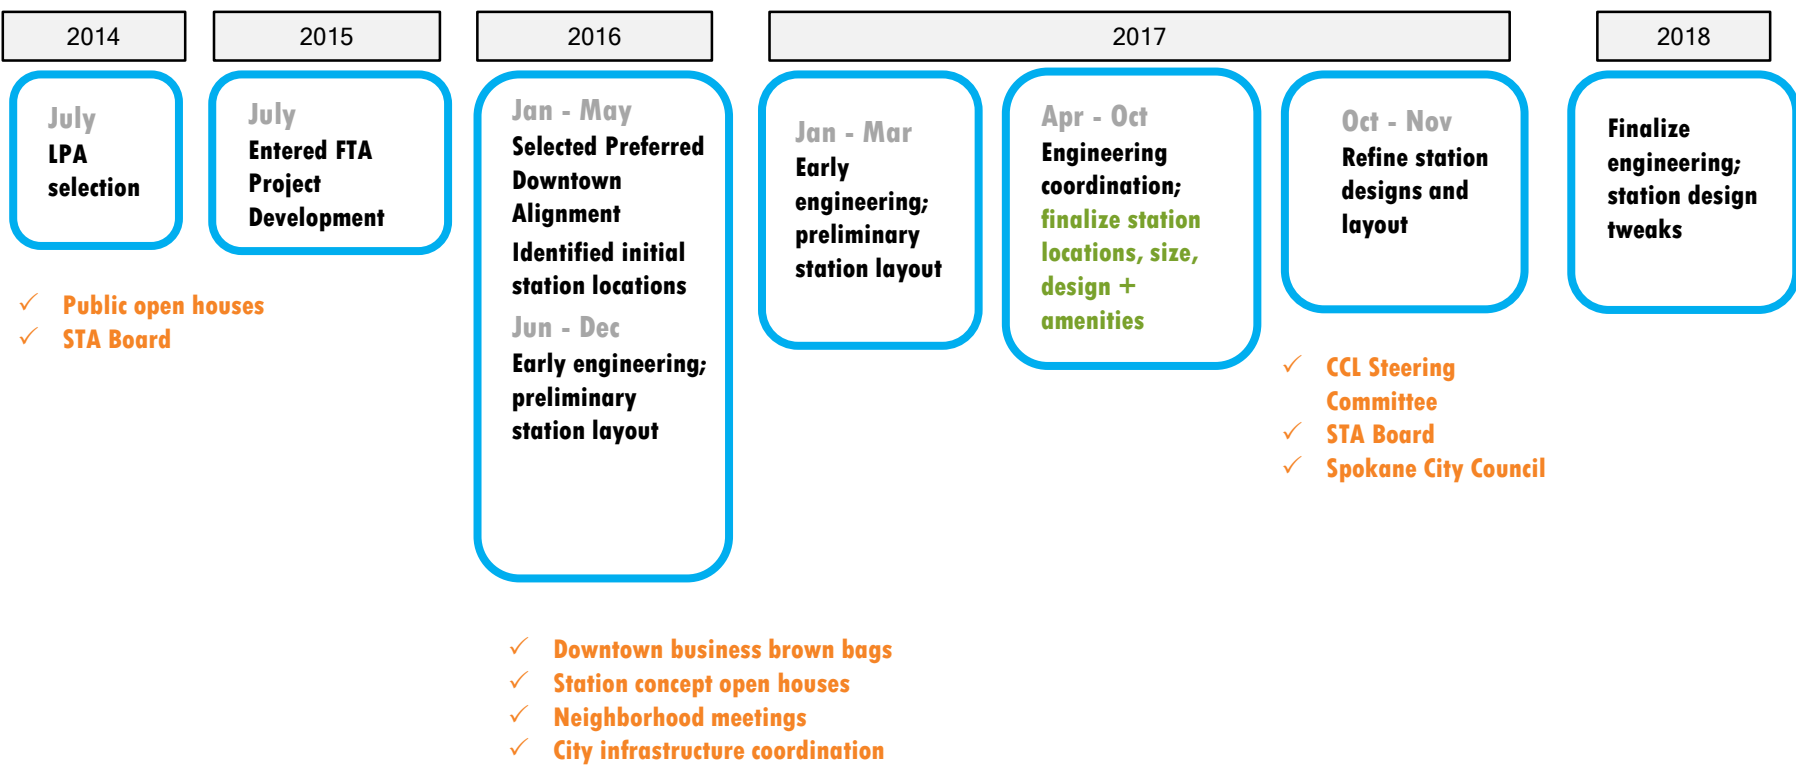 2014
2015
2016
2017
2018
July
LPA
selection
✓ Public open houses
✓ STA Board
July
Entered FTA
Project
Development
Jan - May
Selected Preferred
Downtown
Alignment
Identified initial
station locations
Jun - Dec
Early engineering;
preliminary
station layout
✓ Downtown business brown bags
✓ Station concept open houses
✓ Neighborhood meetings
✓ City infrastructure coordination
Jan - Mar
Early
engineering;
preliminary
station layout
Apr - Oct
Engineering
coordination;
finalize station
locations, size,
design +
amenities
Oct - Nov
Refine station
designs and
layout
✓ CCL Steering
Committee
✓ STA Board
✓ Spokane City Council
Finalize
engineering;
station design
tweaks